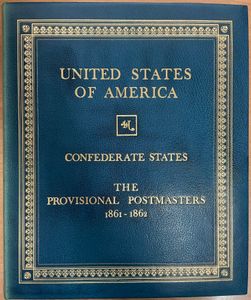 UNITED STATES
OF AMERICA
CONFEDERATE STATES
THE
PROVISIONAL POSTMASTERS
1861-1862